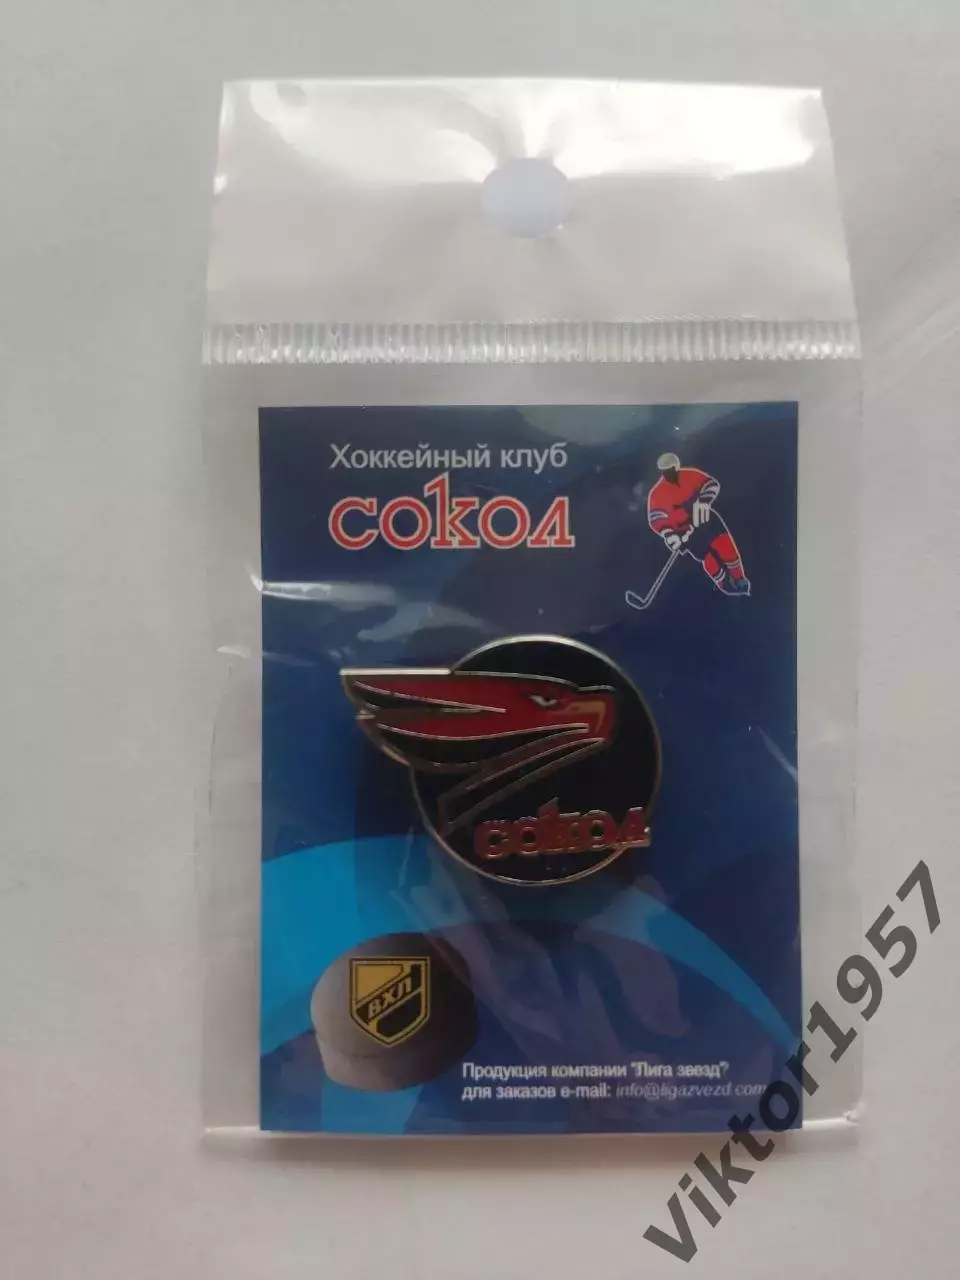 Хоккейный клуб
сокол
сокол
ВХЛ
Продукция компании "Лига звезд"
для заказов e-mail: info@ligazvezd.com
Viktor1957